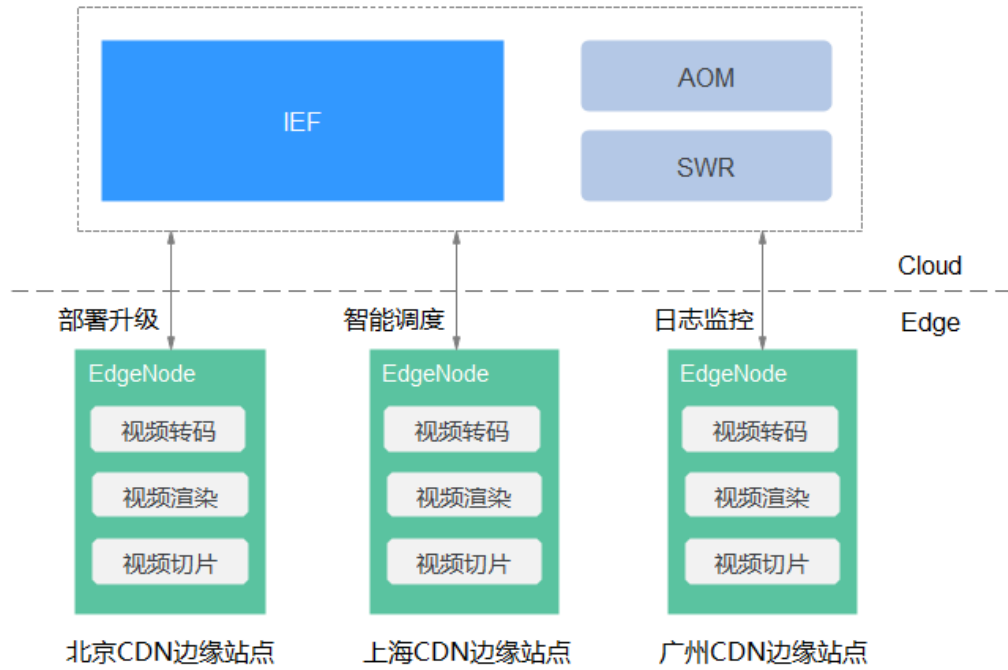 IEF
AOM
SWR
Cloud
部署升级
智能调度
日志监控
Edge
EdgeNode
视频转码
视频渲染
视频切片
EdgeNode
视频转码
视频渲染
视频切片
EdgeNode
视频转码
视频渲染
视频切片
北京CDN边缘站点
上海CDN边缘站点
广州CDN边缘站点